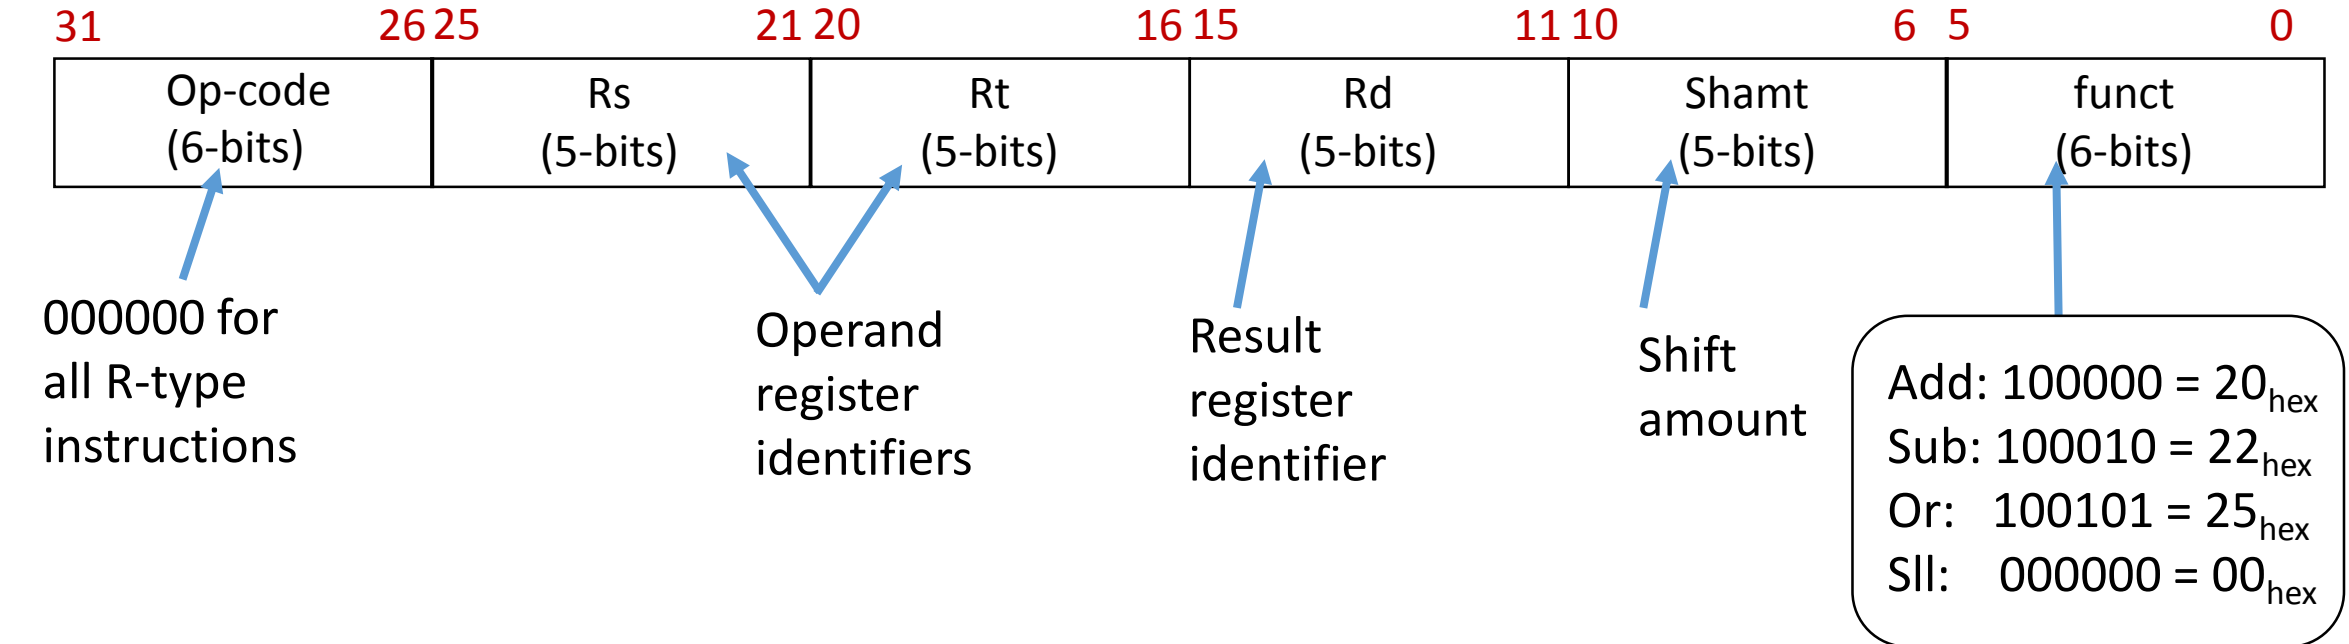 31 26 25 21 20 16 15 11 10 6 5 0
Op-code Rs Rt Rd Shamt funct
(6-bits) (5-bits) (5-bits) (5-bits) (5-bits) (6-bits)
000000 for
all R-type
instructions
Operand
register
identifiers
Result
register
identifier
Shift
amount
Add: 100000 = 20hex
Sub: 100010 = 22hex
Or: 100101 = 25hex
Sll: 000000 = 00hex